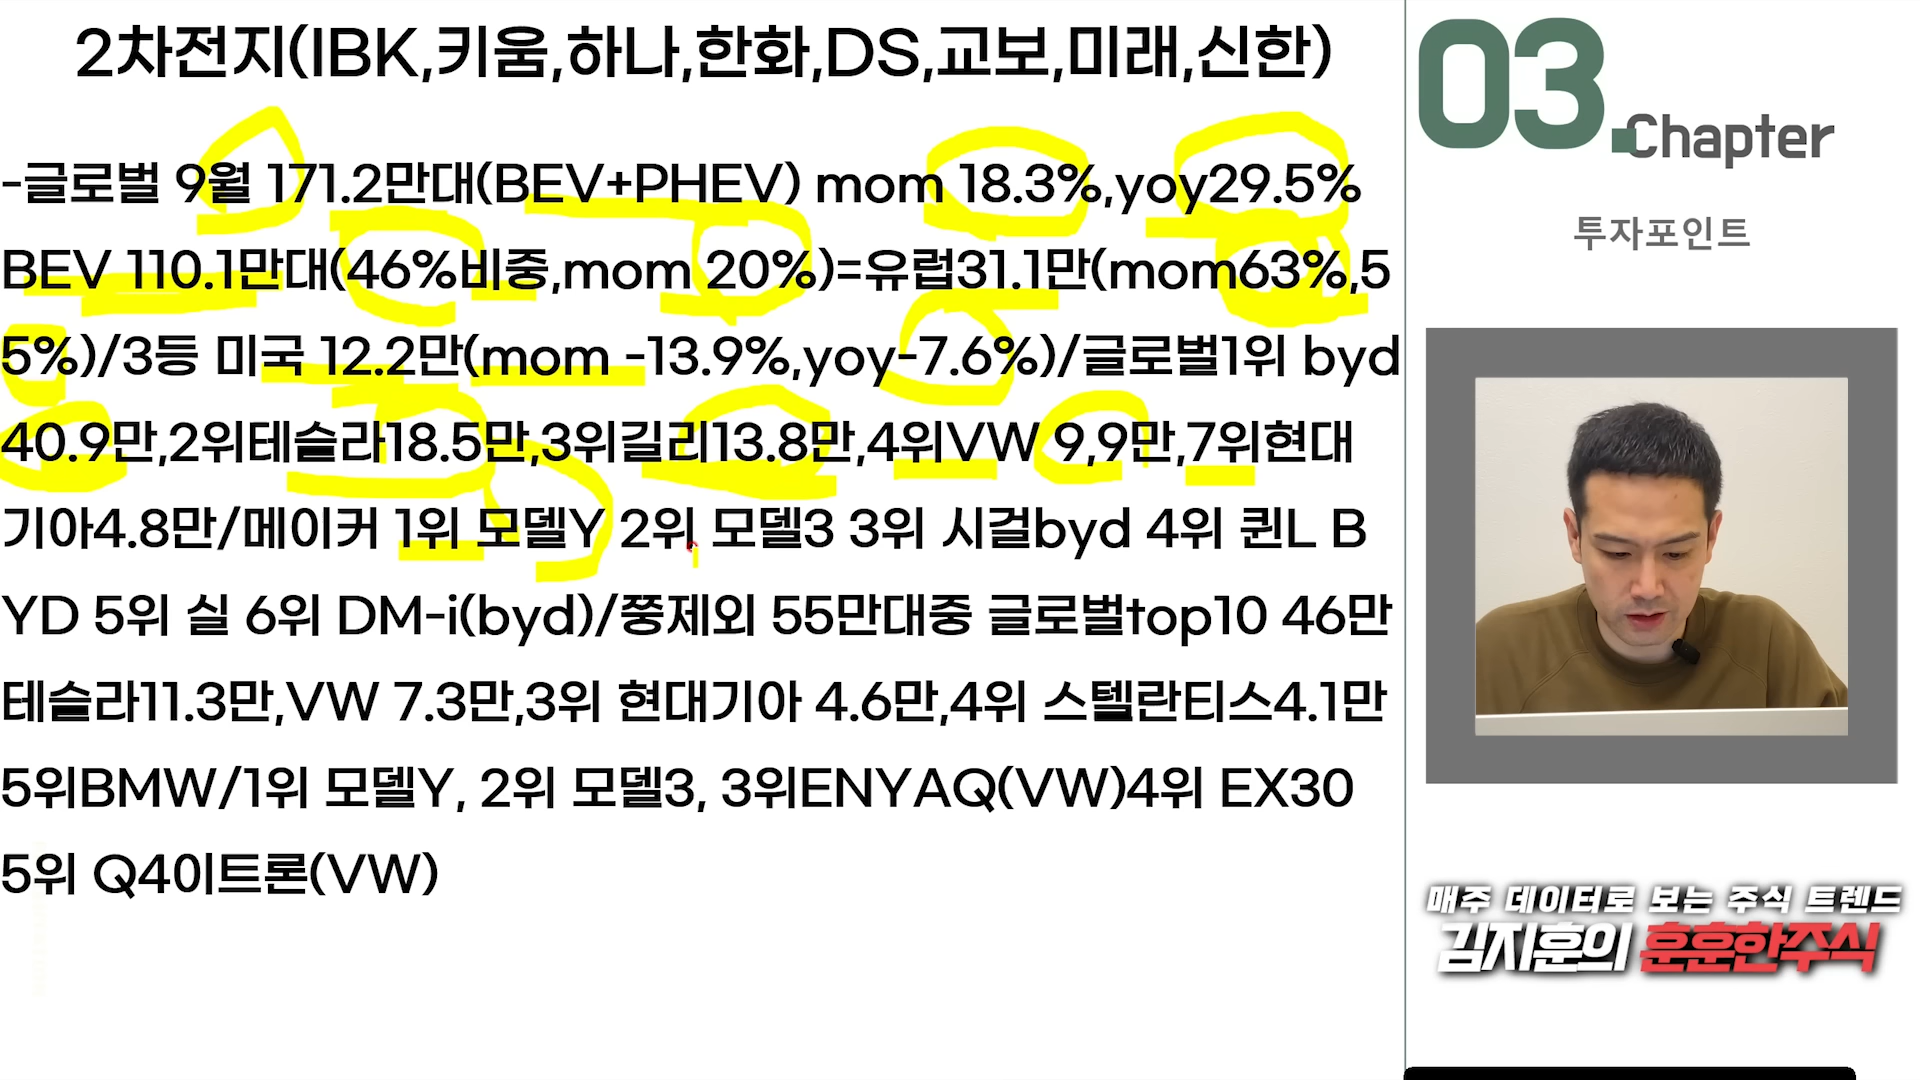 2차전지(IBK,키움,하나,한화,DS,교보,미래,신한)
-글로벌 9월 171.2만대(BEV+PHEV) mom 18.3%,yoy29.5%
BEV 110.1만대(46%비중,mom 20%)=유럽31.1만(mom63%,5
5%)/3등 미국 12.2만(mom -13.9%,yoy-7.6%)/글로벌1위 byd
40.9만,2위테슬라18.5만,3위길리13.8만,4위VW 9,9만,7위현대
기아4.8만/메이커 1위 모델Y 2위 모델3 3위 시걸byd 4위 퀸L B
YD 5위 실 6위 DM-i(byd)/쭝제외 55만대중 글로벌top10 46만
테슬라11.3만,VW 7.3만,3위 현대기아 4.6만,4위 스텔란티스4.1만
5위BMW/1위 모델Y, 2위 모델3, 3위ENYAQ(VW)4위 EX30
5위 Q4이트론(VW)
03.Chapter
투자포인트
매주 데이터로 보는 주식 트렌드
김지훈의 훈훈한주식